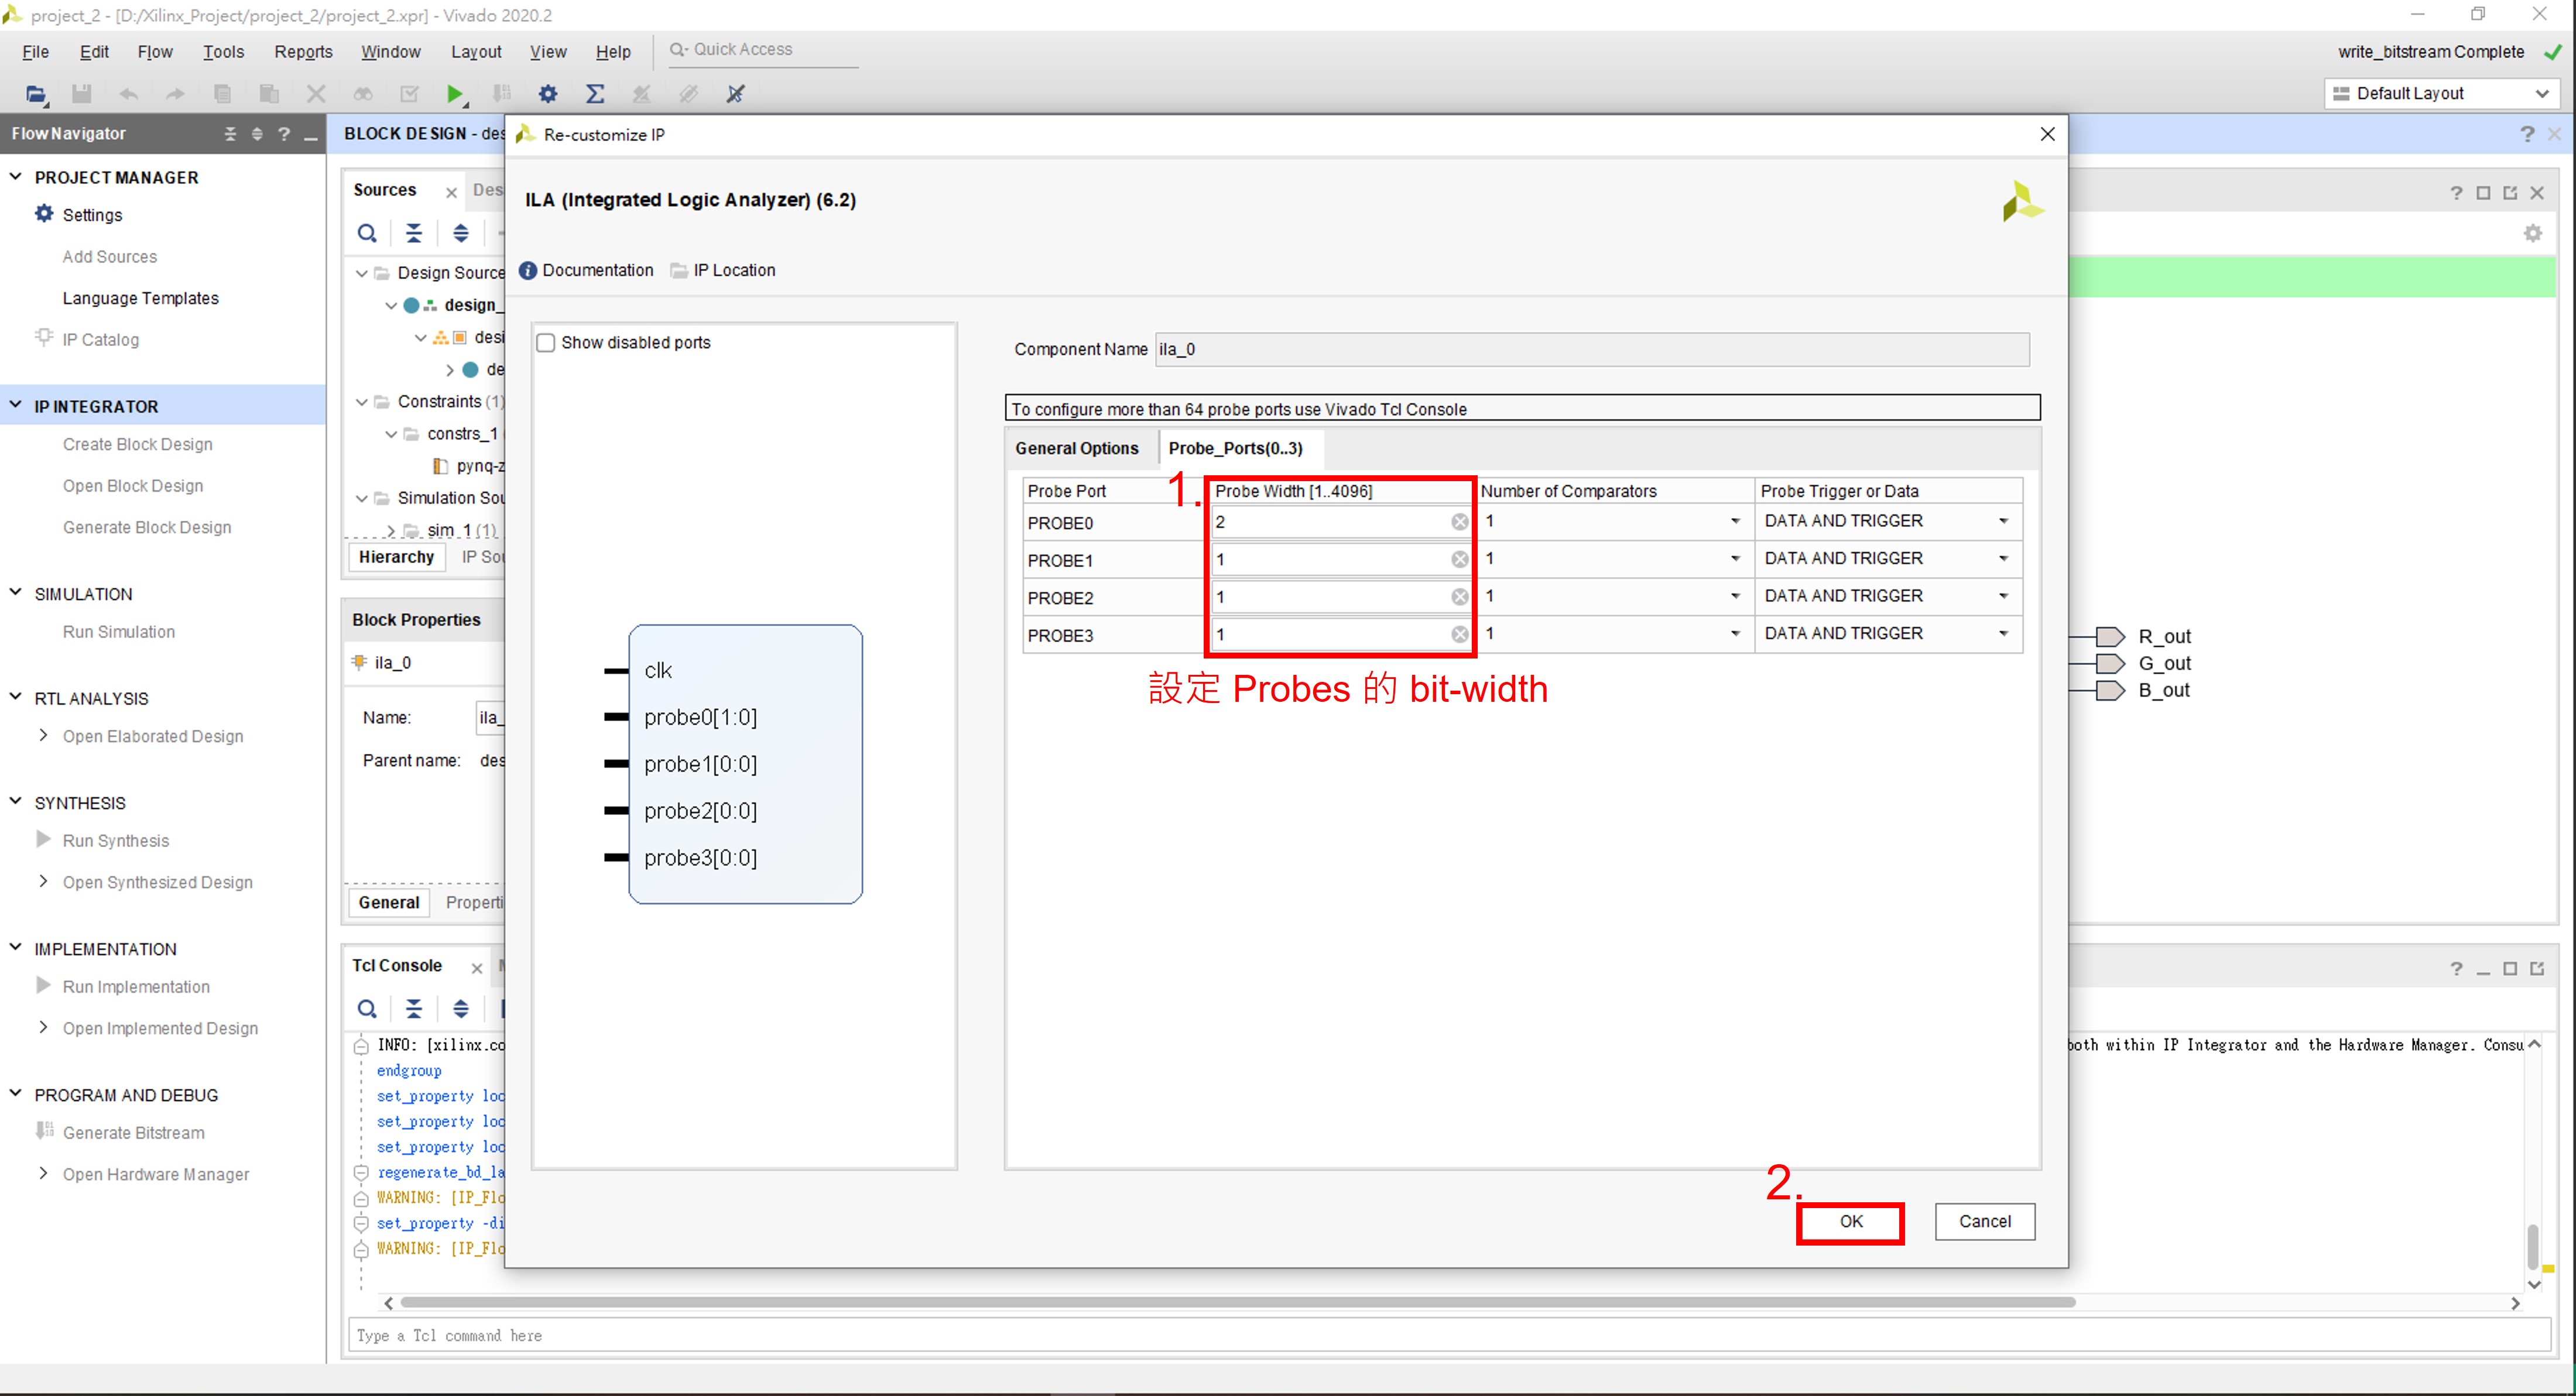 project_2 - [D:/Xilinx_Project/project_2/project_2.xpr] - Vivado 2020.2
File Edit Flow Tools Reports Window Layout View Help Quick Access
write_bitstream Complete
Default Layout
Flow Navigator
PROJECT MANAGER
Settings
Add Sources
Language Templates
IP Catalog
IP INTEGRATOR
Create Block Design
Open Block Design
Generate Block Design
SIMULATION
Run Simulation
RTL ANALYSIS
Open Elaborated Design
SYNTHESIS
Run Synthesis
Open Synthesized Design
IMPLEMENTATION
Run Implementation
Open Implemented Design
PROGRAM AND DEBUG
Generate Bitstream
Open Hardware Manager
BLOCK DESIGN - des
Sources Des
Design Source
design_
desi
de
Constraints (1)
constrs_1
pynq-z
Simulation Sou
sim_1 (1)
Hierarchy IP Sou
Block Properties
ila_0
Name: ila_
Parent name: des
General Properti
Tcl Console
INFO: [xilinx.co
both within IP Integrator and the Hardware Manager. Consu
endgroup
set_property loc
set_property loc
set_property loc
regenerate_bd_la
WARNING: [IP_Flo
set_property -di
WARNING: [IP_Flo
Type a Tcl command here
Re-customize IP
ILA (Integrated Logic Analyzer) (6.2)
Documentation IP Location
Show disabled ports
clk
probe0[1:0]
probe1[0:0]
probe2[0:0]
probe3[0:0]
Component Name ila_0
To configure more than 64 probe ports use Vivado Tcl Console
General Options Probe_Ports(0..3)
1.
Probe Port Probe Width [1..4096] Number of Comparators Probe Trigger or Data
PROBE0 2 1 DATA AND TRIGGER
PROBE1 1 1 DATA AND TRIGGER
PROBE2 1 1 DATA AND TRIGGER
PROBE3 1 1 DATA AND TRIGGER
設定 Probes 的 bit-width
2.
OK Cancel
R_out
G_out
B_out